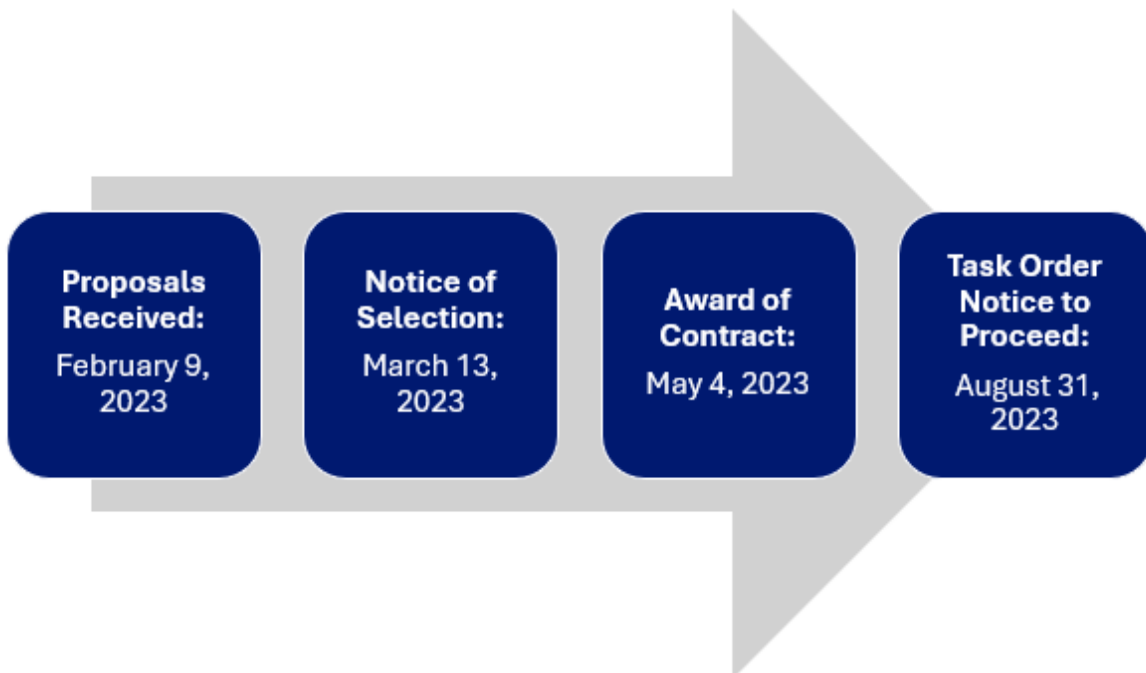 Proposals
Received:
February 9,
2023
Notice of
Selection:
March 13,
2023
Award of
Contract:
May 4, 2023
Task Order
Notice to
Proceed:
August 31,
2023